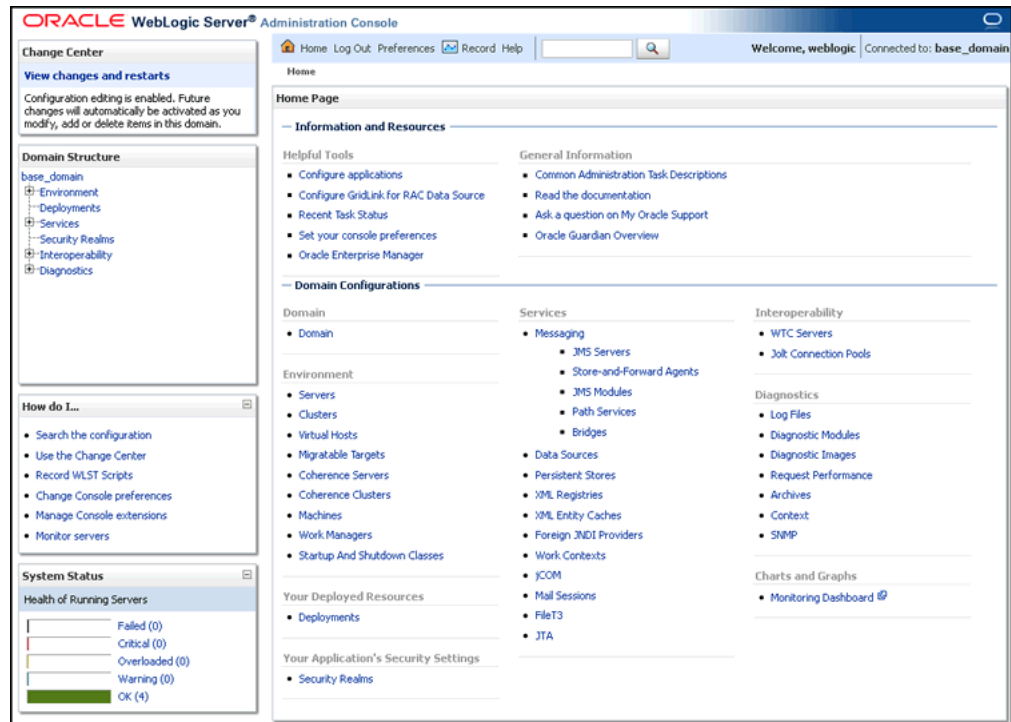 ORACLE WebLogic Server® Administration Console
Change Center
View changes and restarts
Configuration editing is enabled. Future
changes will automatically be activated as you
modify, add or delete items in this domain.
Domain Structure
base_domain
Environment
Deployments
Services
Security Realms
Interoperability
Diagnostics
How do I...
Search the configuration
Use the Change Center
Record WLST Scripts
Change Console preferences
Manage Console extensions
Monitor servers
System Status
Health of Running Servers
Failed (0)
Critical (0)
Overloaded (0)
Warning (0)
OK (4)
Home Log Out Preferences Record Help
Welcome, weblogic Connected to: base_domain
Home
Home Page
Information and Resources
Helpful Tools
Configure applications
Configure GridLink for RAC Data Source
Recent Task Status
Set your console preferences
Oracle Enterprise Manager
General Information
Common Administration Task Descriptions
Read the documentation
Ask a question on My Oracle Support
Oracle Guardian Overview
Domain Configurations
Domain
Domain
Environment
Servers
Clusters
Virtual Hosts
Migratable Targets
Coherence Servers
Coherence Clusters
Machines
Work Managers
Startup And Shutdown Classes
Your Deployed Resources
Deployments
Your Application's Security Settings
Security Realms
Services
Messaging
JMS Servers
Store-and-Forward Agents
JMS Modules
Path Services
Bridges
Data Sources
Persistent Stores
XML Registries
XML Entity Caches
Foreign JNDI Providers
Work Contexts
jCOM
Mail Sessions
FileT3
JTA
Interoperability
WTC Servers
Jolt Connection Pools
Diagnostics
Log Files
Diagnostic Modules
Diagnostic Images
Request Performance
Archives
Context
SNMP
Charts and Graphs
Monitoring Dashboard